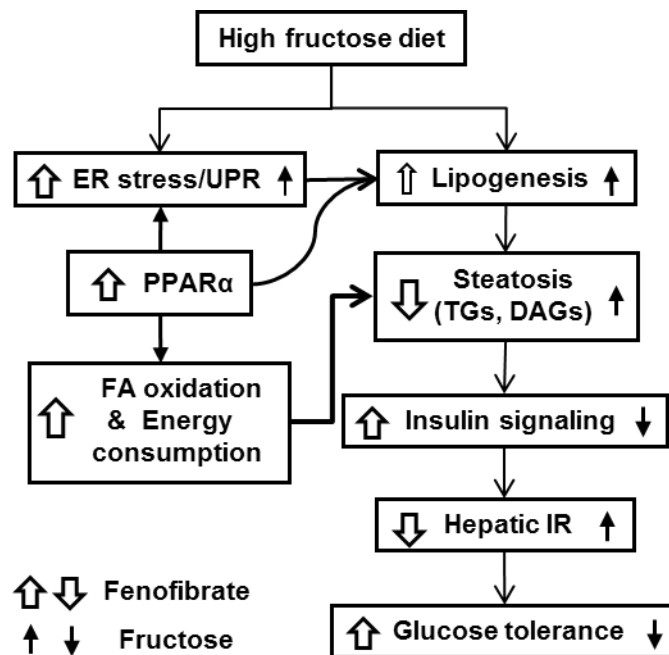 High fructose diet
ER stress/UPR
Lipogenesis
PPARα
Steatosis
(TGs, DAGs)
FA oxidation
& Energy
consumption
Insulin signaling
Hepatic IR
Glucose tolerance
Fenofibrate
Fructose